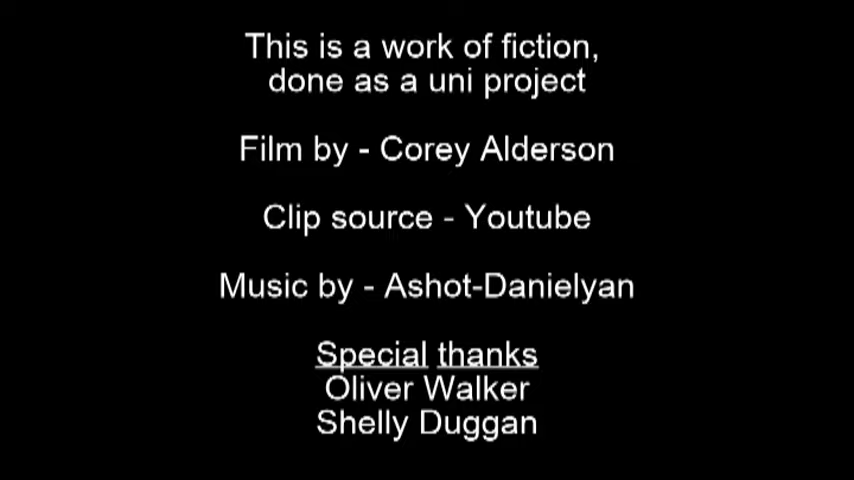 This is a work of fiction,
done as a uni project
Film by - Corey Alderson
Clip source - Youtube
Music by - Ashot-Danielyan
Special thanks
Oliver Walker
Shelly Duggan